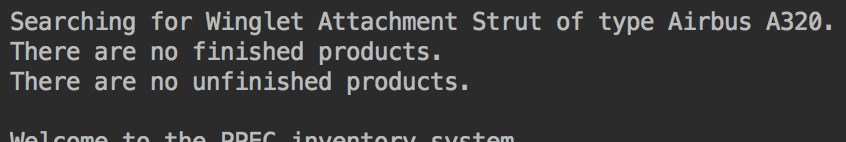 Searching for Winglet Attachment Strut of type Airbus A320.
There are no finished products.
There are no unfinished products.
Welcome to the PPEC inventory system